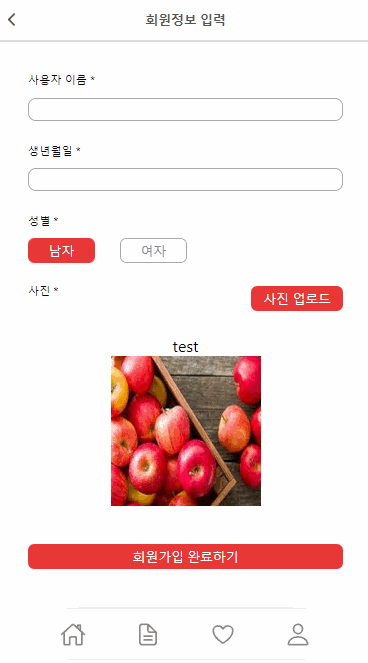 회원정보 입력
사용자 이름 *
생년월일 *
성별 *
남자 여자
사진 *
사진 업로드
test
회원가입 완료하기